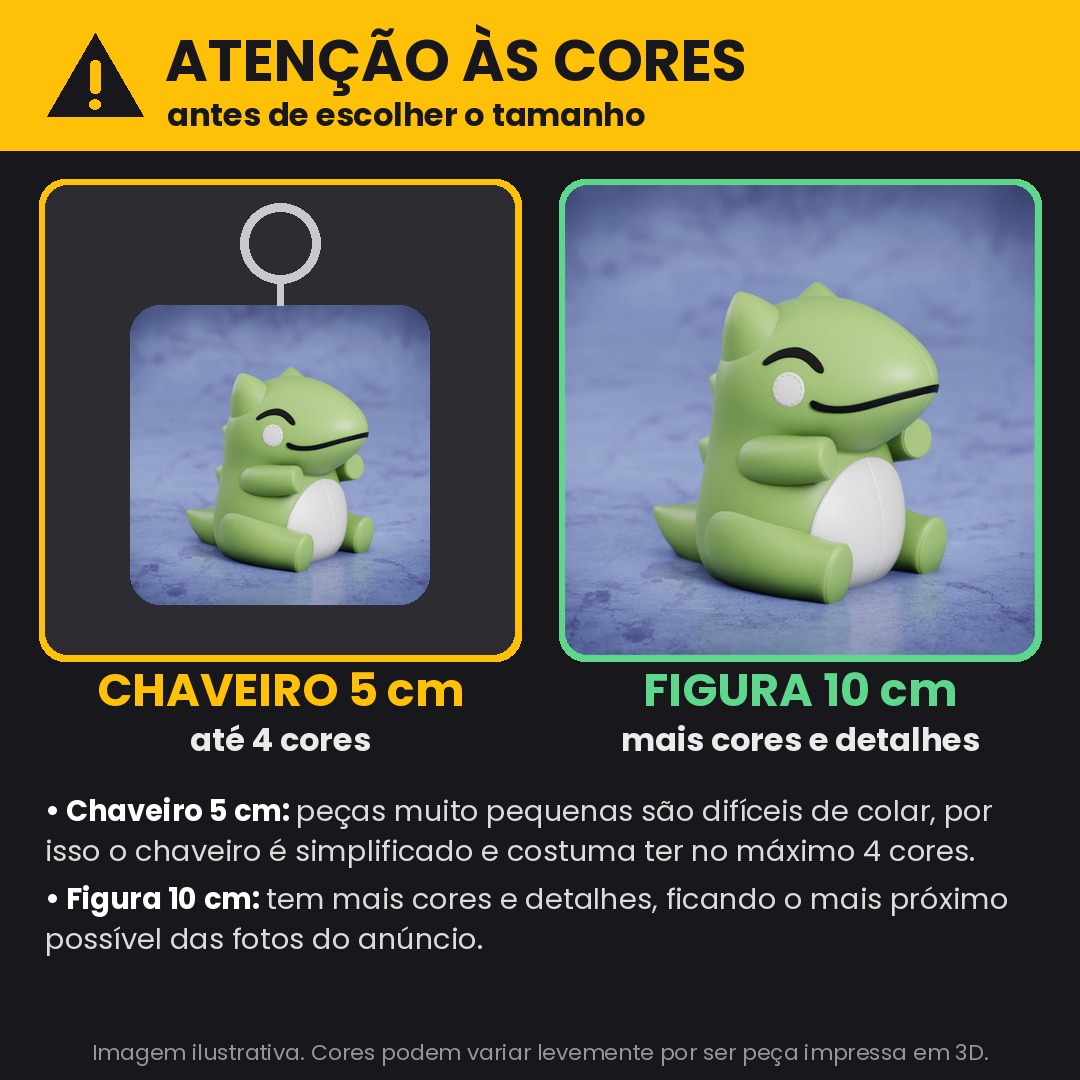 ATENÇÃO ÀS CORES
antes de escolher o tamanho
CHAVEIRO 5 cm
até 4 cores
FIGURA 10 cm
mais cores e detalhes
• Chaveiro 5 cm: peças muito pequenas são difíceis de colar, por
isso o chaveiro é simplificado e costuma ter no máximo 4 cores.
• Figura 10 cm: tem mais cores e detalhes, ficando o mais próximo
possível das fotos do anúncio.
Imagem ilustrativa. Cores podem variar levemente por ser peça impressa em 3D.